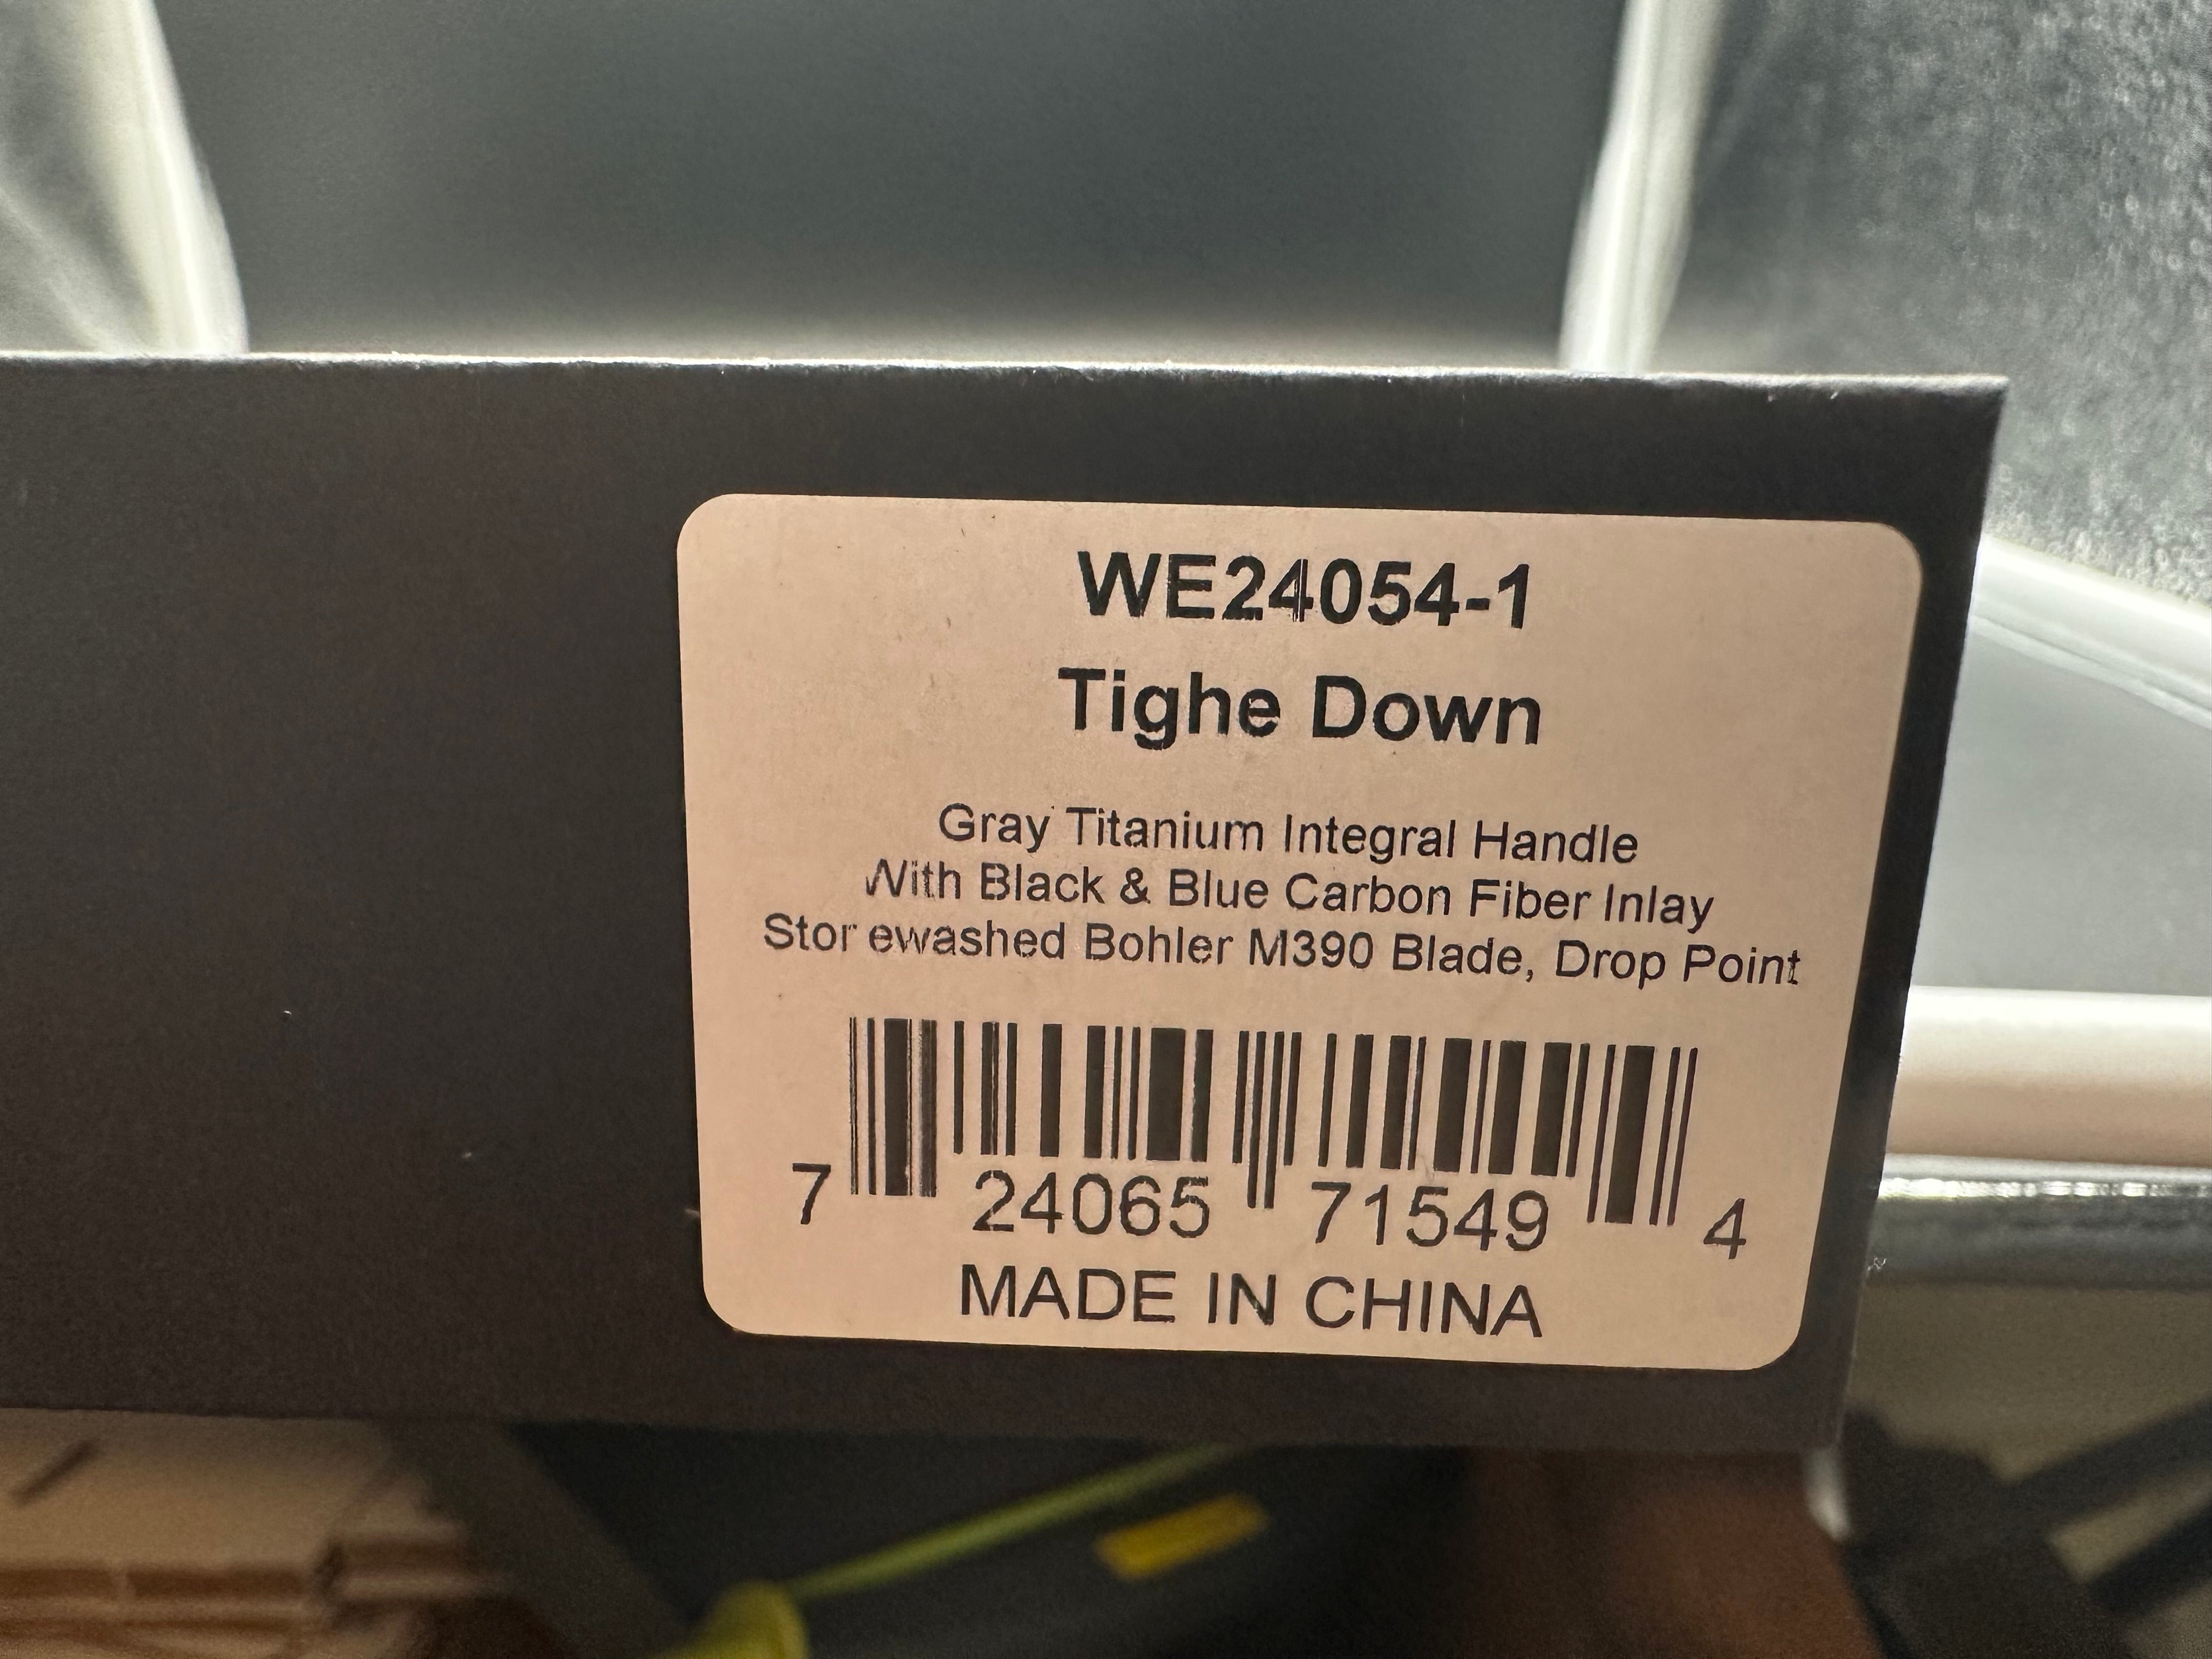 WE24054-1
Tighe Down
Gray Titanium Integral Handle
With Black & Blue Carbon Fiber Inlay
Stonewashed Bohler M390 Blade, Drop Point
7 24065 71549 4
MADE IN CHINA